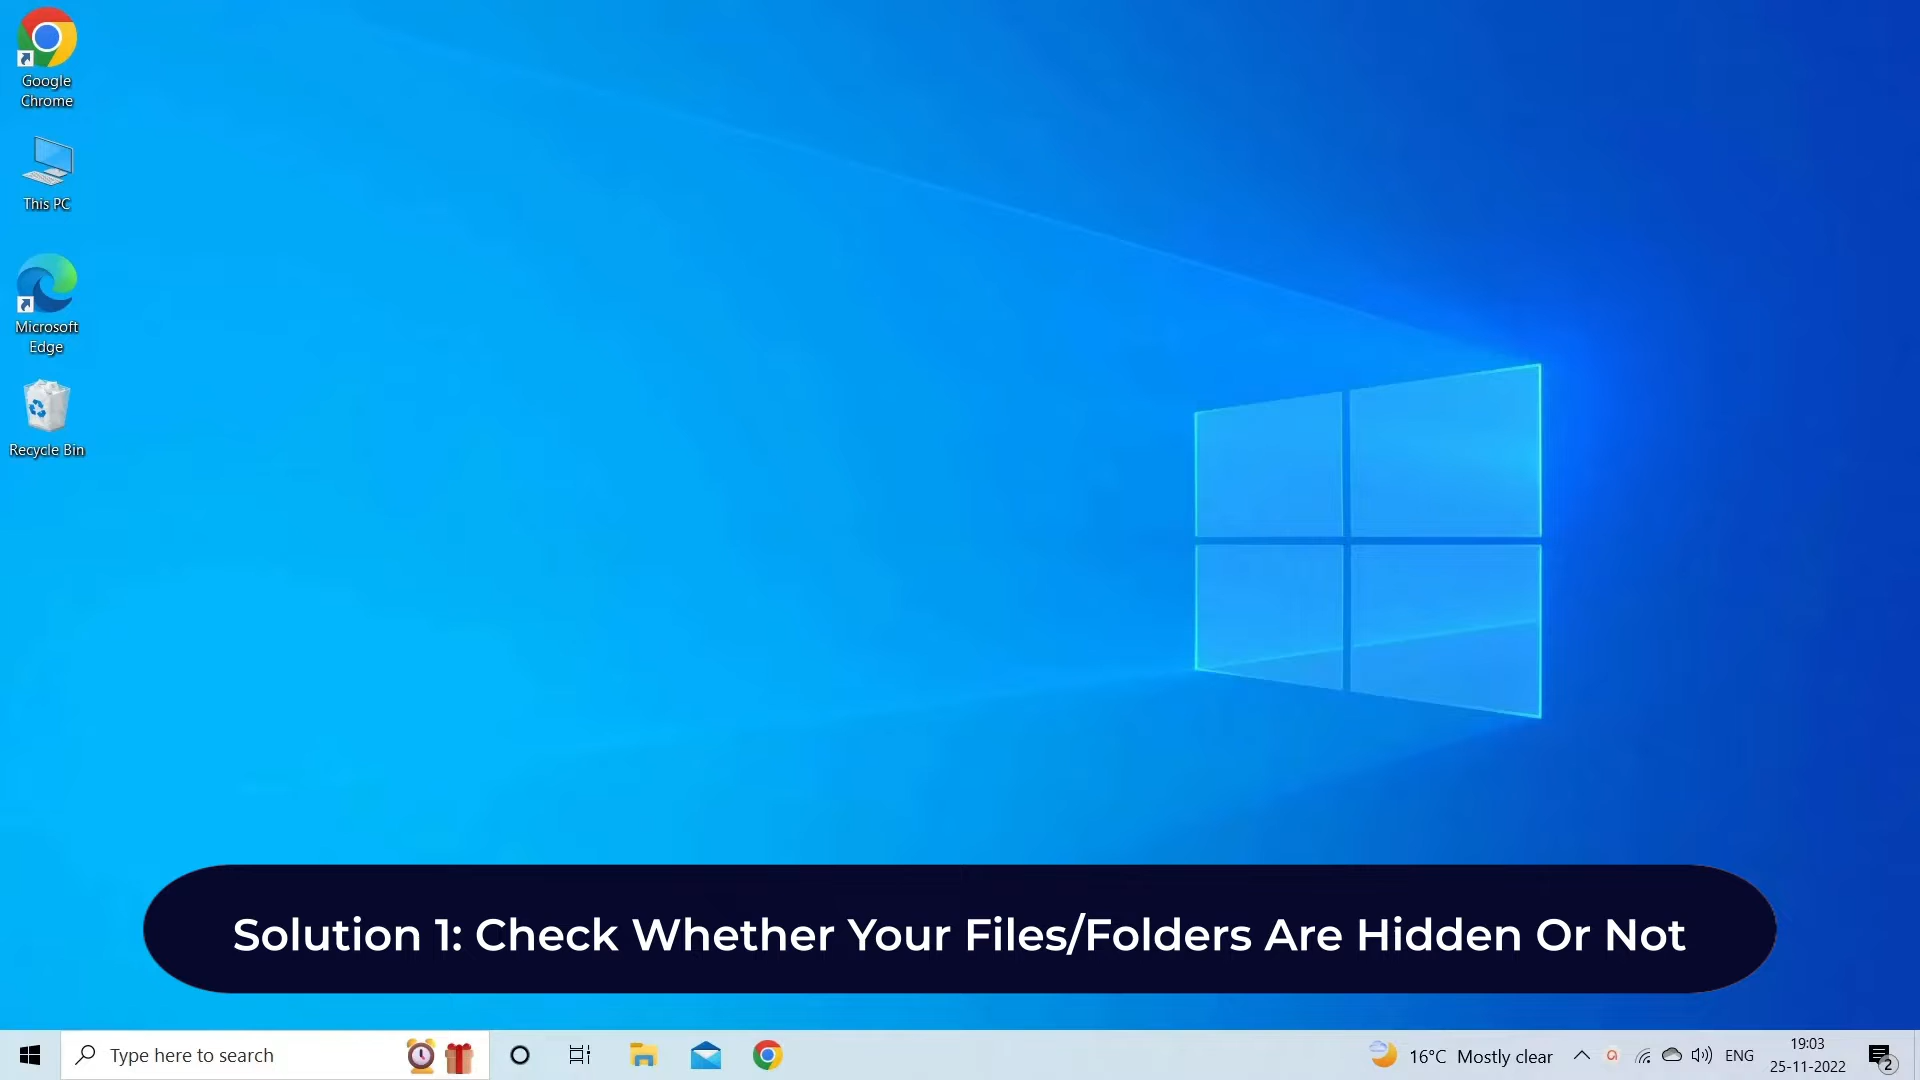 Google
Chrome
This PC
Microsoft
Edge
Recycle Bin
Solution 1: Check Whether Your Files/Folders Are Hidden Or Not
Type here to search
16°C Mostly clear
ENG
19:03
25-11-2022
2